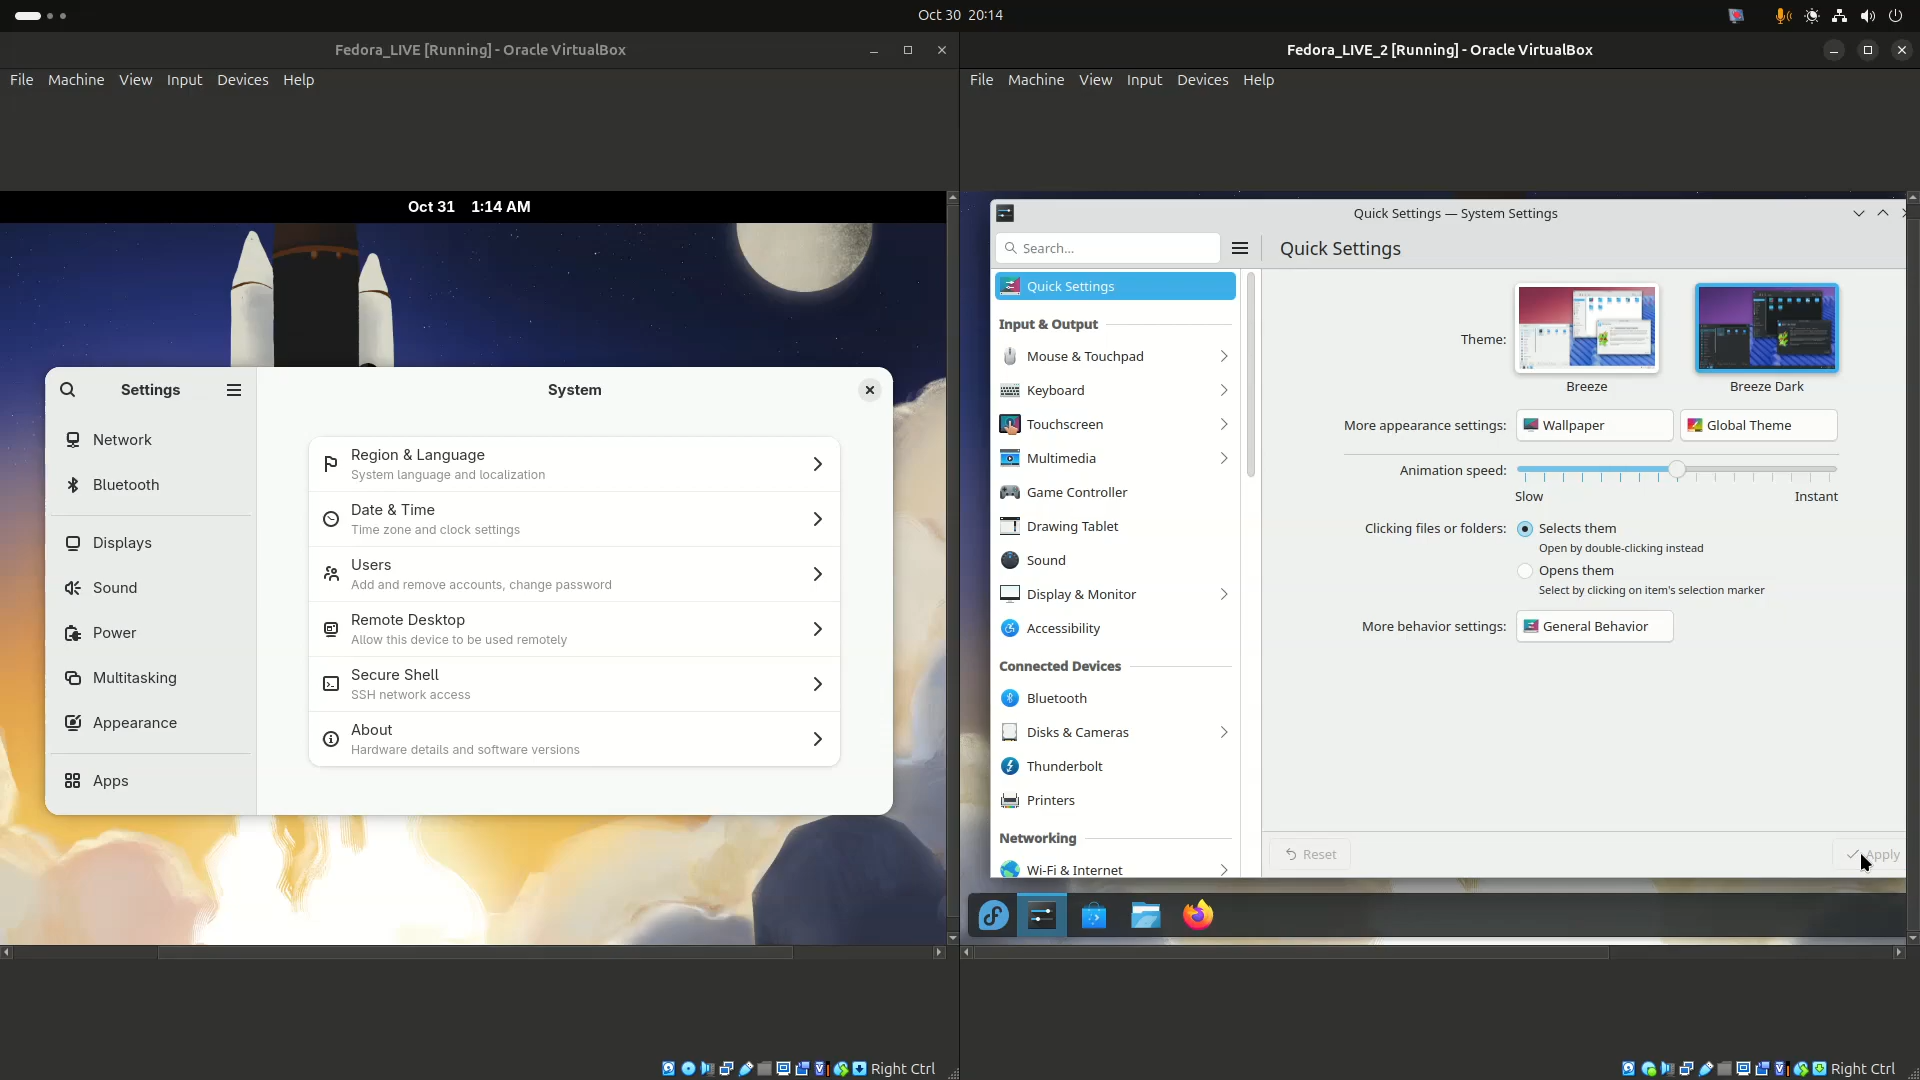 Oct 30 20:14
Fedora_LIVE [Running] - Oracle VirtualBox
File Machine View Input Devices Help
Oct 31 1:14 AM
Settings
Network
Bluetooth
Displays
Sound
Power
Multitasking
Appearance
Apps
System
Region & Language
System language and localization
Date & Time
Time zone and clock settings
Users
Add and remove accounts, change password
Remote Desktop
Allow this device to be used remotely
Secure Shell
SSH network access
About
Hardware details and software versions
Right Ctrl
Fedora_LIVE_2 [Running] - Oracle VirtualBox
File Machine View Input Devices Help
Quick Settings — System Settings
Search...
Quick Settings
Quick Settings
Input & Output
Mouse & Touchpad
Keyboard
Touchscreen
Multimedia
Game Controller
Drawing Tablet
Sound
Display & Monitor
Accessibility
Connected Devices
Bluetooth
Disks & Cameras
Thunderbolt
Printers
Networking
Wi-Fi & Internet
Theme:
Breeze
Breeze Dark
More appearance settings:
Wallpaper
Global Theme
Animation speed:
Slow
Instant
Clicking files or folders:
Selects them
Open by double-clicking instead
Opens them
Select by clicking on item's selection marker
More behavior settings:
General Behavior
Reset
Apply
Right Ctrl